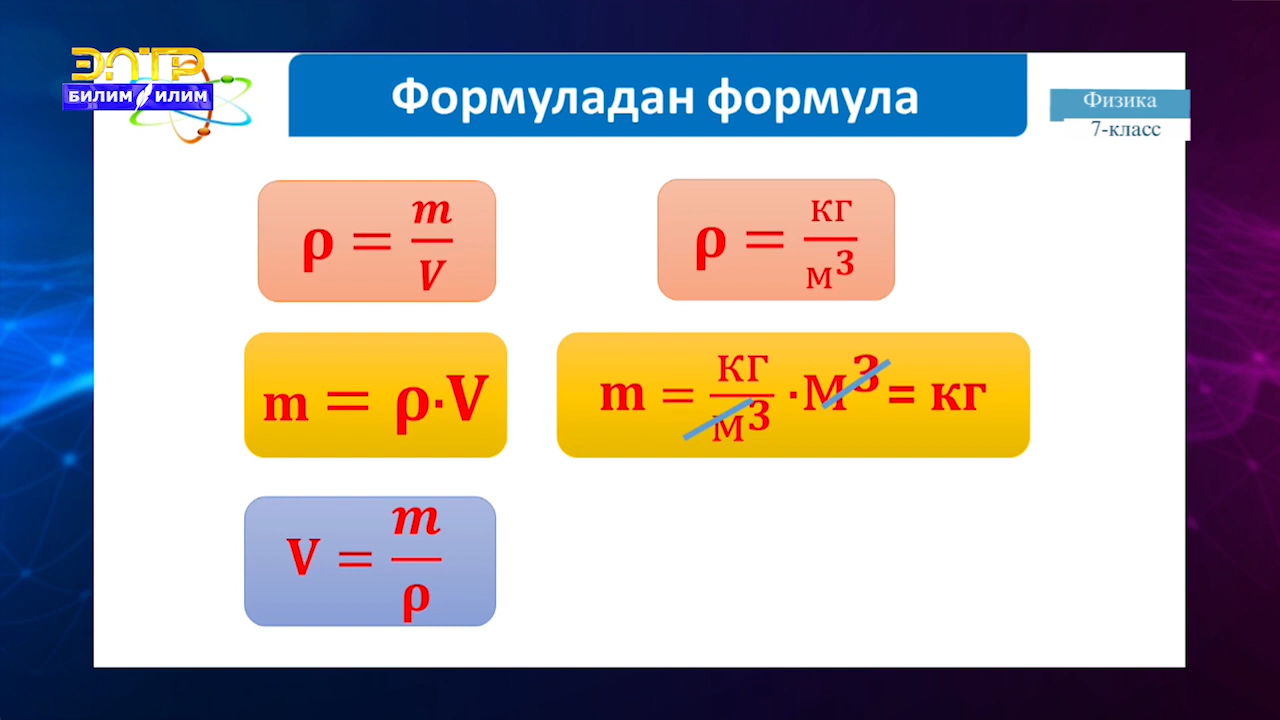 ЭЛТР
БИЛИМ ИЛИМ
Формуладан формула
Физика
7-класс
ρ = m/V
ρ = кг/м³
m = ρ·V
m = кг/м³ ·м³ = кг
V = m/ρ